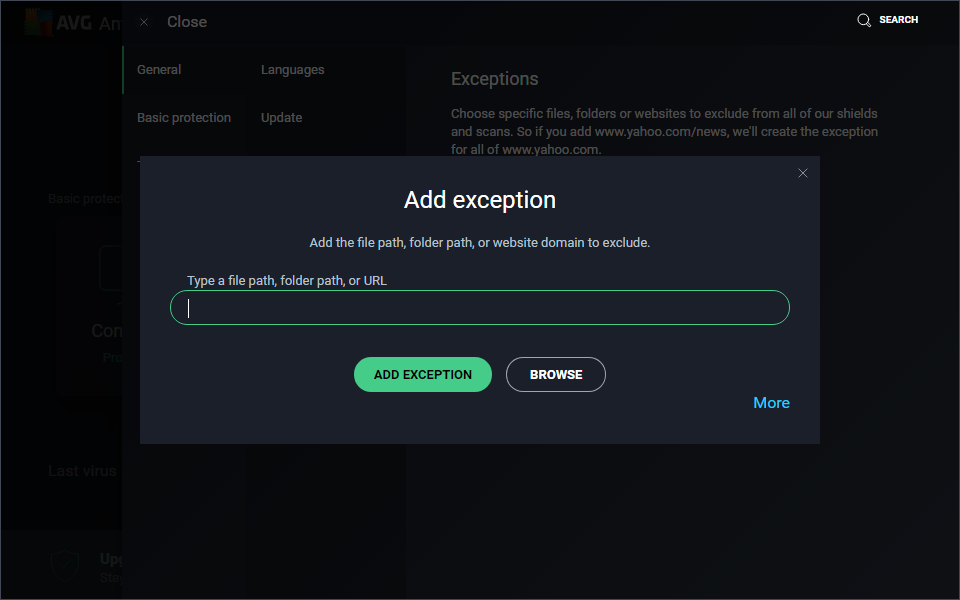 AVG An
Close
SEARCH
General
Languages
Exceptions
Basic protection
Update
Choose specific files, folders or websites to exclude from all of our shields
and scans. So if you add www.yahoo.com/news, we'll create the exception
for all of www.yahoo.com.
Basic protect
Add exception
Add the file path, folder path, or website domain to exclude.
Type a file path, folder path, or URL
Com
Pro
ADD EXCEPTION
BROWSE
More
Last virus
Upg
Sta